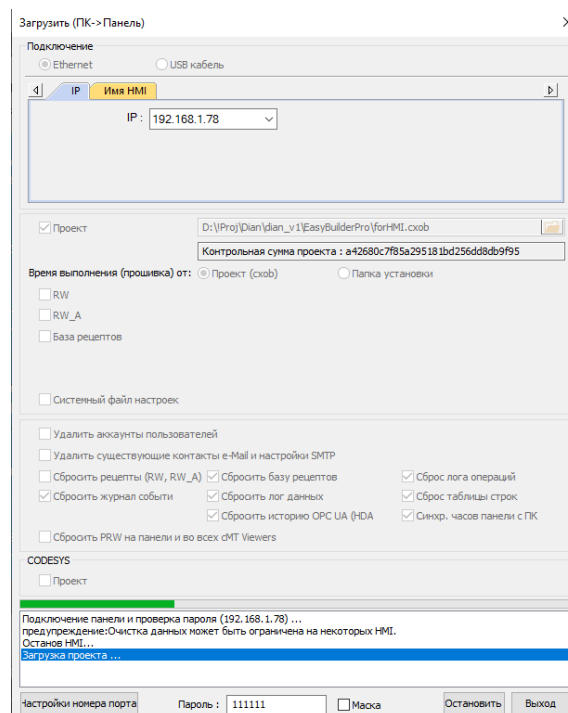 Загрузить (ПК->Панель)
Подключение
Ethernet USB кабель
IP Имя HMI
IP : 192.168.1.78
Проект D:\!Proj\Dian\dian_v1\EasyBuilderPro\forHMI.cxob
Контрольная сумма проекта : a42680c7f85a295181bd256dd8db9f95
Время выполнения (прошивка) от: Проект (cxob) Папка установки
RW
RW_A
База рецептов
Системный файл настроек
Удалить аккаунты пользователей
Удалить существующие контакты e-Mail и настройки SMTP
Сбросить рецепты (RW, RW_A) Сбросить базу рецептов Сброс лога операций
Сбросить журнал событи Сбросить лог данных Сброс таблицы строк
Сбросить историю OPC UA (HDA Синхр. часов панели с ПК
Сбросить PRW на панели и во всех cMT Viewers
CODESYS
Проект
Подключение панели и проверка пароля (192.168.1.78) ...
предупреждение:Очистка данных может быть ограничена на некоторых HMI.
Останов HMI...
Загрузка проекта ...
Настройки номера порта Пароль : 111111 Маска Остановить Выход